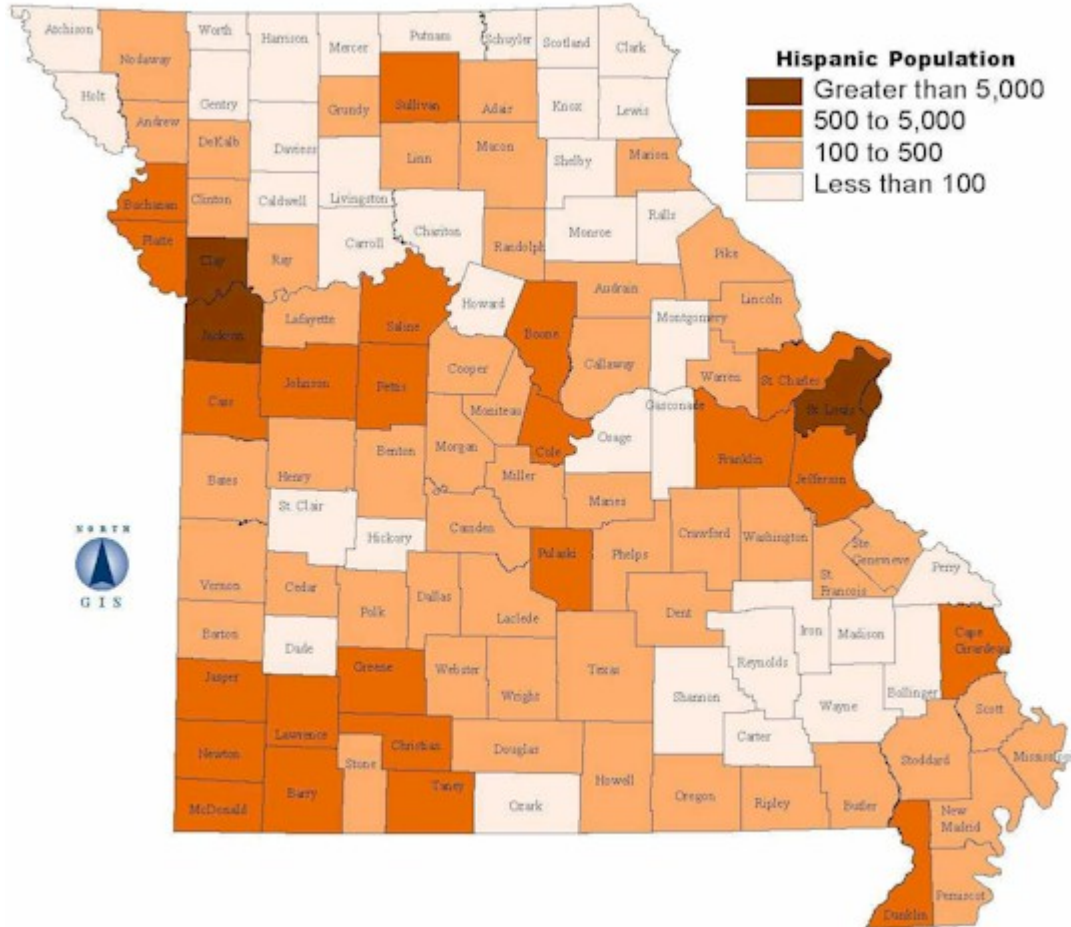 Hispanic Population
Greater than 5,000
500 to 5,000
100 to 500
Less than 100
Atchison
Nodaway
Worth
Harrison
Mercer
Putnam
Schuyler
Scotland
Clark
Holt
Gentry
Sullivan
Adair
Knox
Lewis
Andrew
DeKalb
Daviess
Grundy
Linn
Macon
Shelby
Marion
Buchanan
Clinton
Caldwell
Livingston
Chariton
Randolph
Monroe
Ralls
Platte
Clay
Ray
Carroll
Pike
Jackson
Lafayette
Saline
Howard
Boone
Audrain
Montgomery
Lincoln
Cass
Johnson
Pettis
Cooper
Callaway
Warren
St. Charles
St. Louis
Moniteau
Gasconade
Bates
Henry
Benton
Morgan
Cole
Osage
Franklin
Jefferson
Miller
Maries
St. Clair
Hickory
Camden
Pulaski
Phelps
Crawford
Washington
Ste.
Genevieve
St.
Francois
Perry
NORTH
GIS
Vernon
Cedar
Polk
Dallas
Laclede
Dent
Iron
Madison
Cape
Girardeau
Barton
Dade
Greene
Webster
Wright
Texas
Reynolds
Bollinger
Jasper
Shannon
Wayne
Scott
Newton
Lawrence
Christian
Douglas
Carter
Stoddard
Mississippi
McDonald
Barry
Stone
Taney
Ozark
Howell
Oregon
Ripley
Butler
New
Madrid
Dunklin
Pemiscot